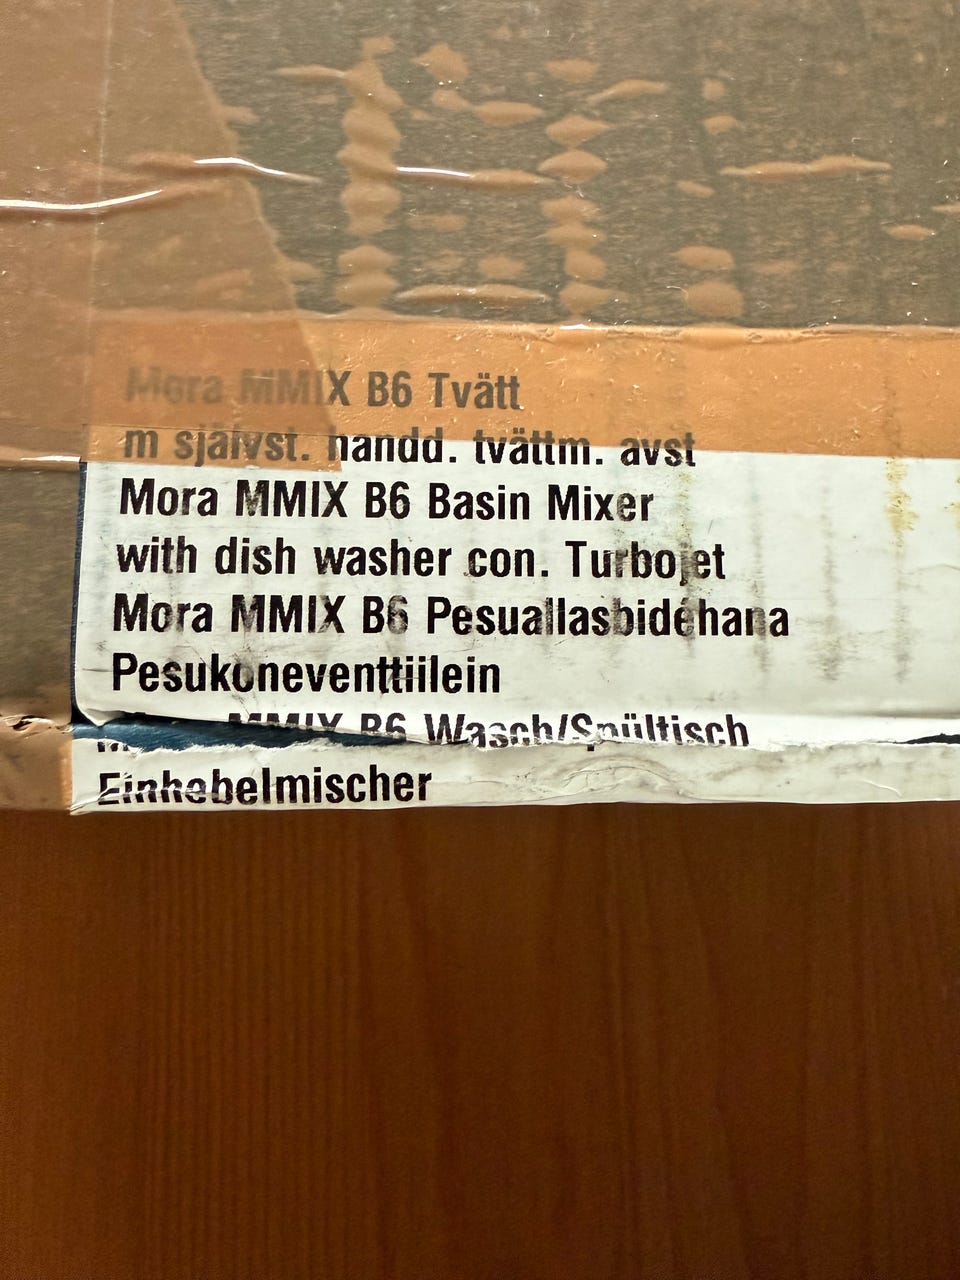 Mora MMIX B6 Tvätt
m självst. handd. tvättm. avst
Mora MMIX B6 Basin Mixer
with dish washer con. Turbojet
Mora MMIX B6 Pesuallasbidéhana
Pesukoneventtiilein
MMIX B6 Wasch/Spültisch
Einhebelmischer